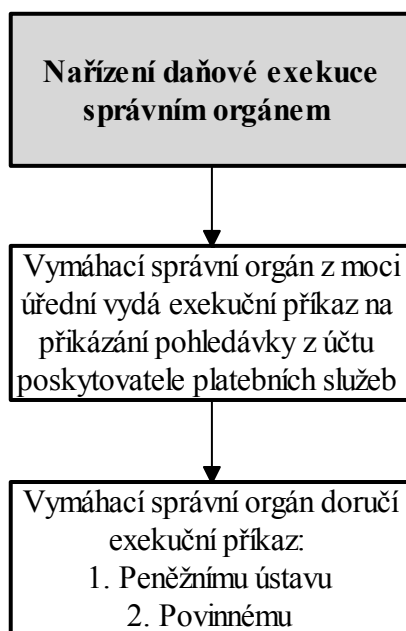 Nařízení daňové exekuce
správním orgánem
Vymáhací správní orgán z moci
úřední vydá exekuční příkaz na
přikázání pohledávky z účtu
poskytovatele platebních služeb
Vymáhací správní orgán doručí
exekuční příkaz:
1. Peněžnímu ústavu
2. Povinnému